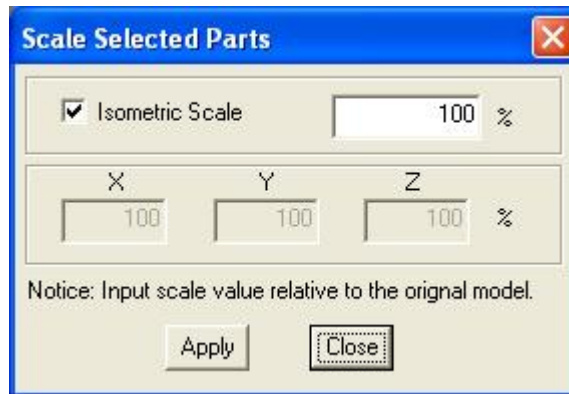 Scale Selected Parts
Isometric Scale 100 %
X Y Z
100 100 100 %
Notice: Input scale value relative to the orignal model.
Apply Close